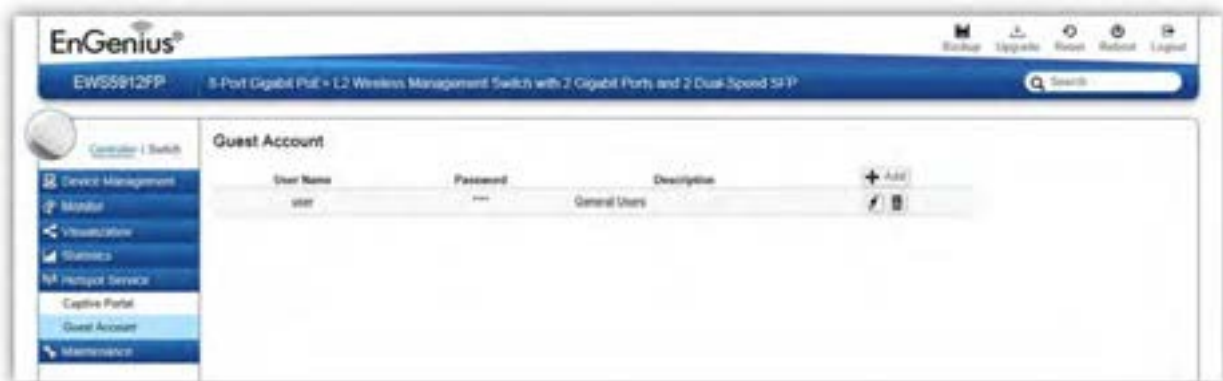 EnGenius®
Backup Upgrade Reset Reboot Logout
EWS5912FP 8-Port Gigabit PoE+ L2 Wireless Management Switch with 2 Gigabit Ports and 2 Dual-Speed SFP
Search
Controller | Switch
Guest Account
User Name Password Description Add
user **** General Users
Device Management
Monitor
Visualization
Statistics
Hotspot Service
Captive Portal
Guest Account
Maintenance